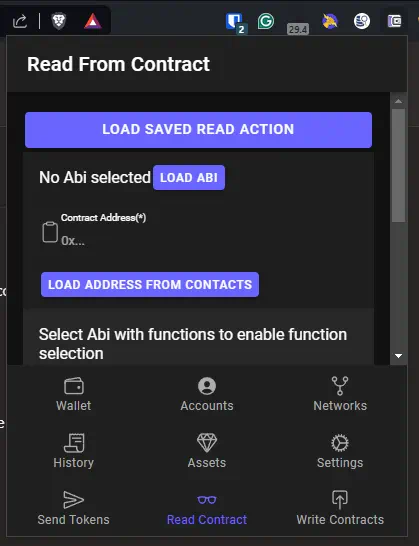 2
29.4
Read From Contract
LOAD SAVED READ ACTION
No Abi selected LOAD ABI
Contract Address(*)
0x...
LOAD ADDRESS FROM CONTACTS
Select Abi with functions to enable function
selection
Wallet Accounts Networks
History Assets Settings
Send Tokens Read Contract Write Contracts